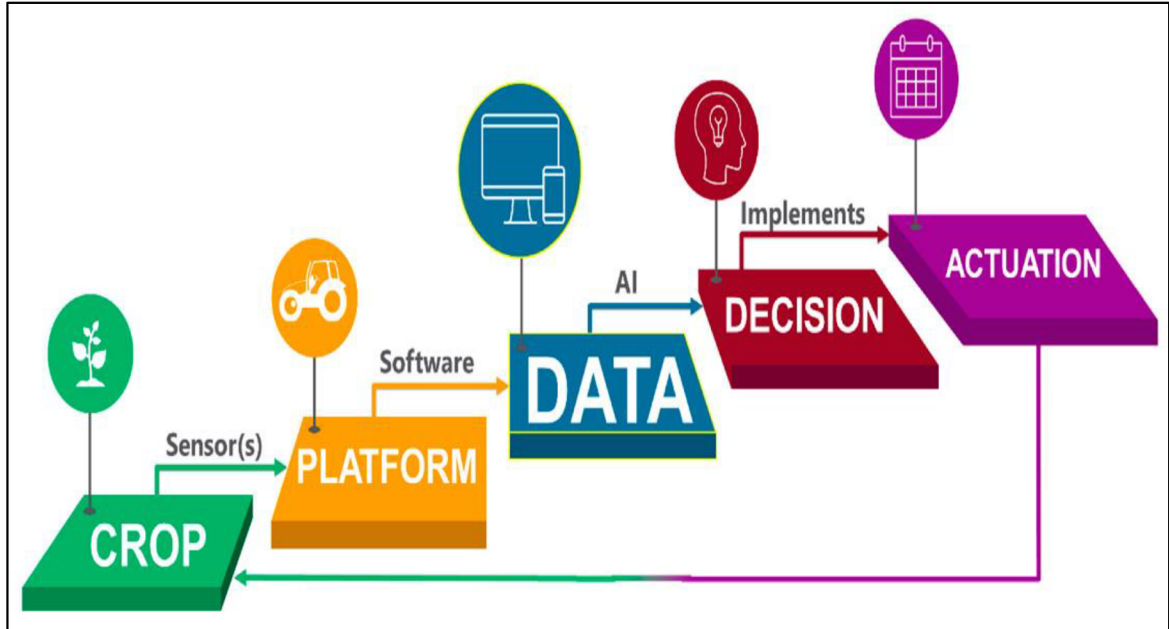 CROP
Sensor(s)
PLATFORM
Software
DATA
AI
DECISION
Implements
ACTUATION